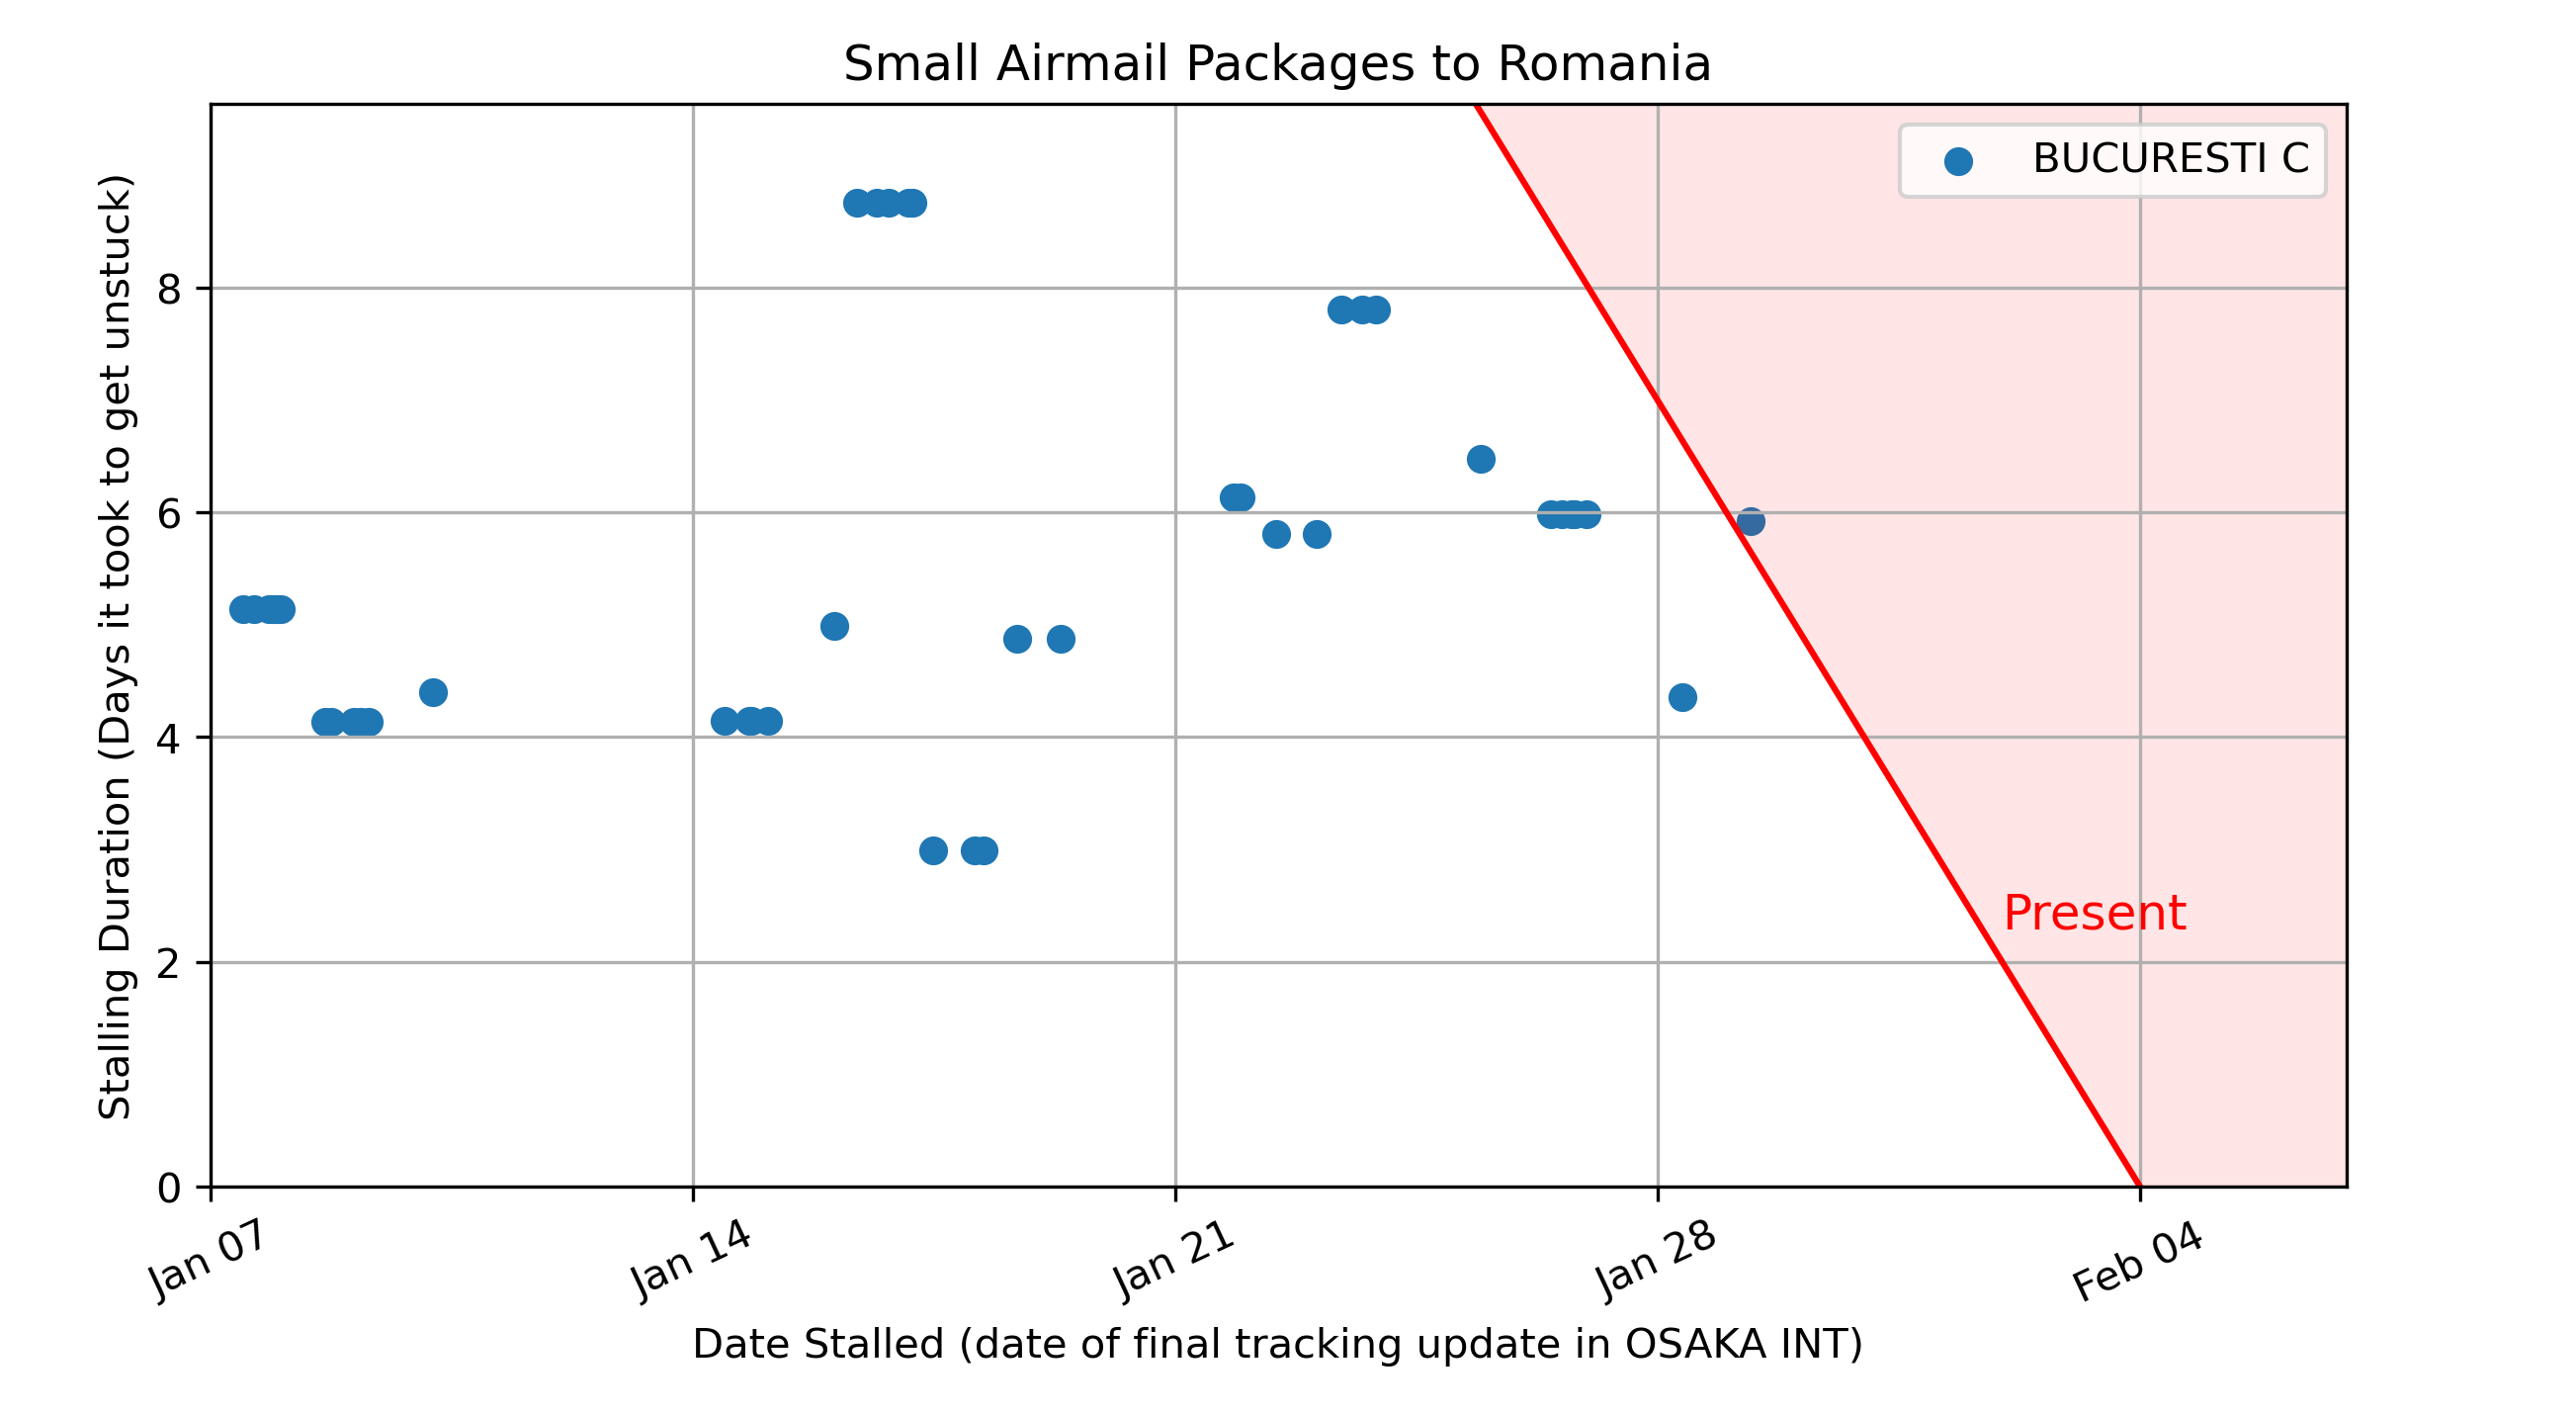 Small Airmail Packages to Romania
BUCURESTI C
Present
Stalling Duration (Days it took to get unstuck)
8
6
4
2
0
Jan 07
Jan 14
Jan 21
Jan 28
Feb 04
Date Stalled (date of final tracking update in OSAKA INT)